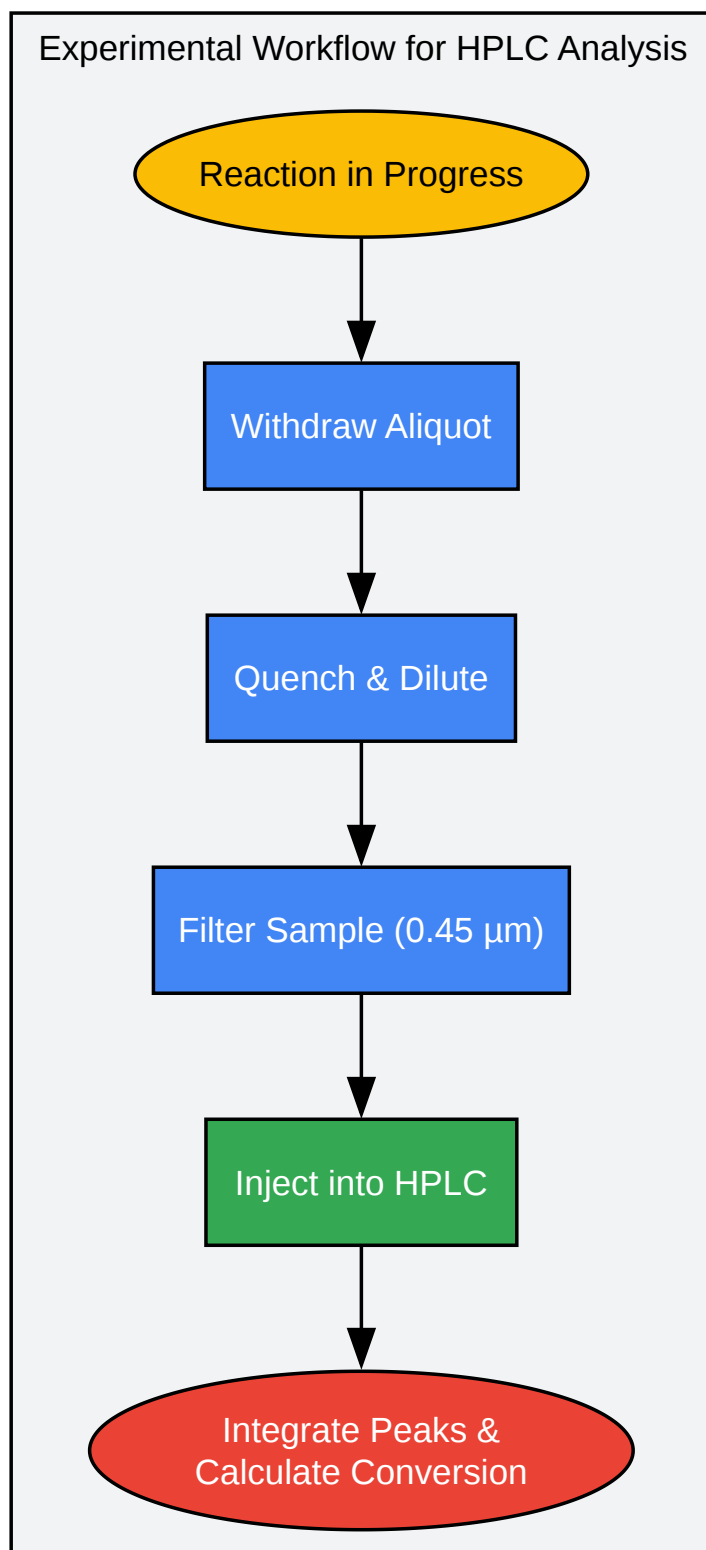 Experimental Workflow for HPLC Analysis
Reaction in Progress
Withdraw Aliquot
Quench & Dilute
Filter Sample (0.45 µm)
Inject into HPLC
Integrate Peaks &
Calculate Conversion